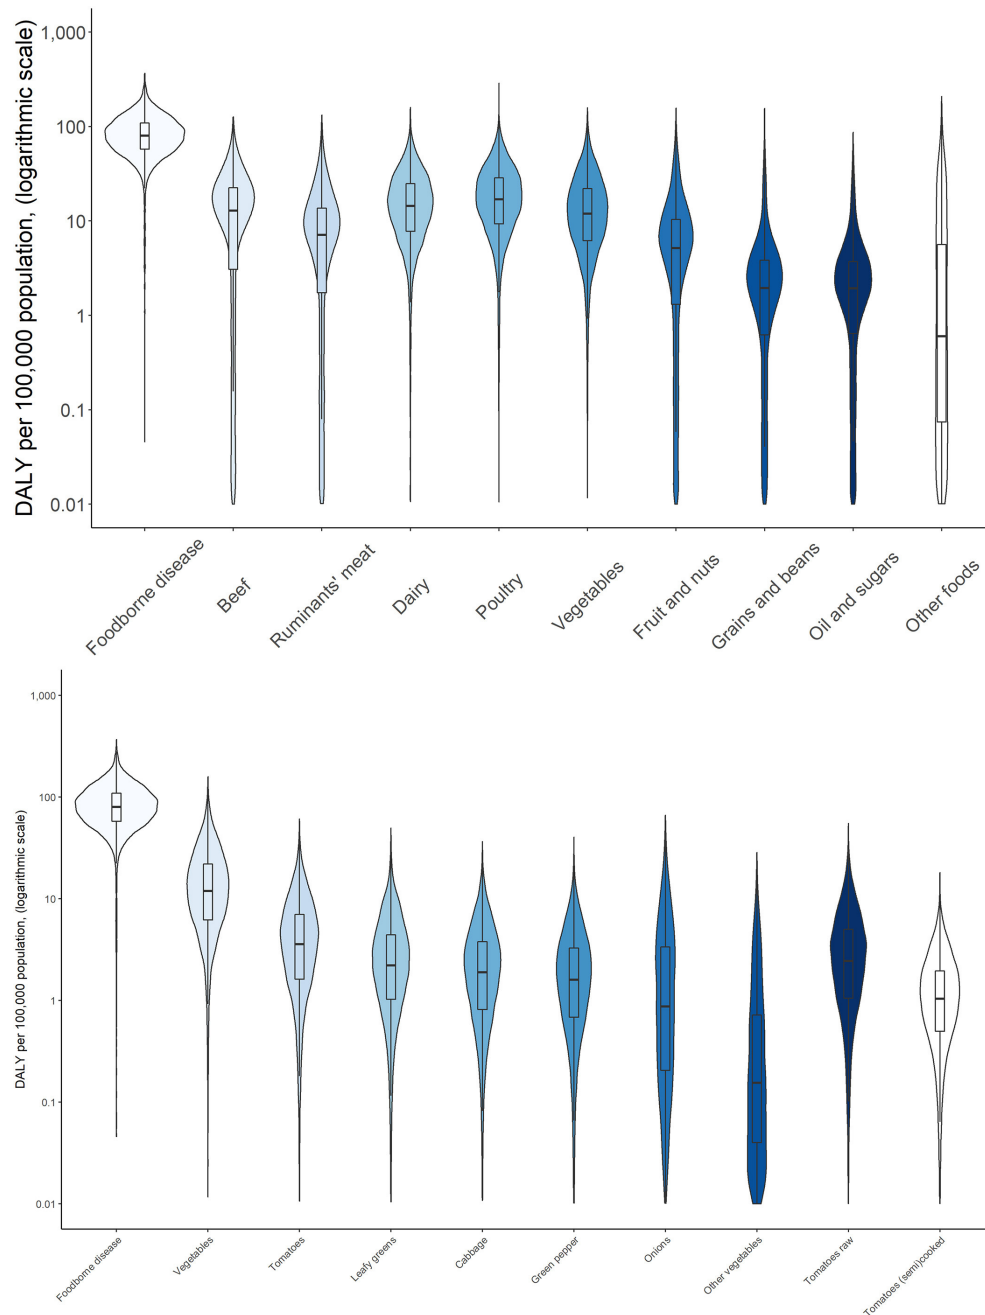 DALY per 100,000 population, (logarithmic scale)
1,000
100
10
1
0.1
0.01
Foodborne disease
Beef
Ruminants' meat
Dairy
Poultry
Vegetables
Fruit and nuts
Grains and beans
Oil and sugars
Other foods
DALY per 100,000 population, (logarithmic scale)
1,000
100
10
1
0.1
0.01
Foodborne disease
Vegetables
Tomatoes
Leafy greens
Cabbage
Green pepper
Onions
Other vegetables
Tomatoes raw
Tomatoes (semi)cooked